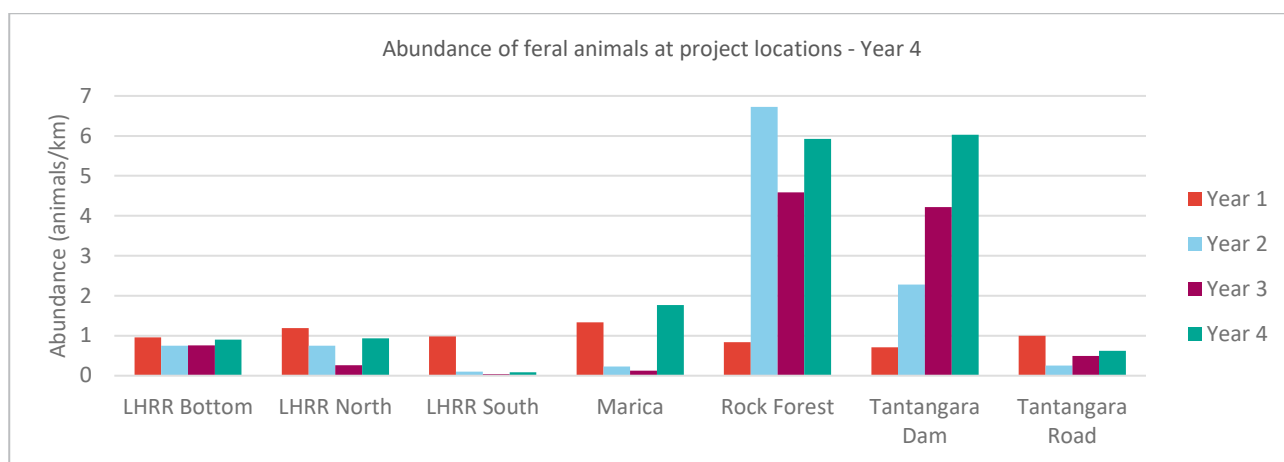 Abundance of feral animals at project locations - Year 4
Abundance (animals/km)
7
6
5
4
3
2
1
0
LHRR Bottom
LHRR North
LHRR South
Marica
Rock Forest
Tantangara
Dam
Tantangara
Road
Year 1
Year 2
Year 3
Year 4